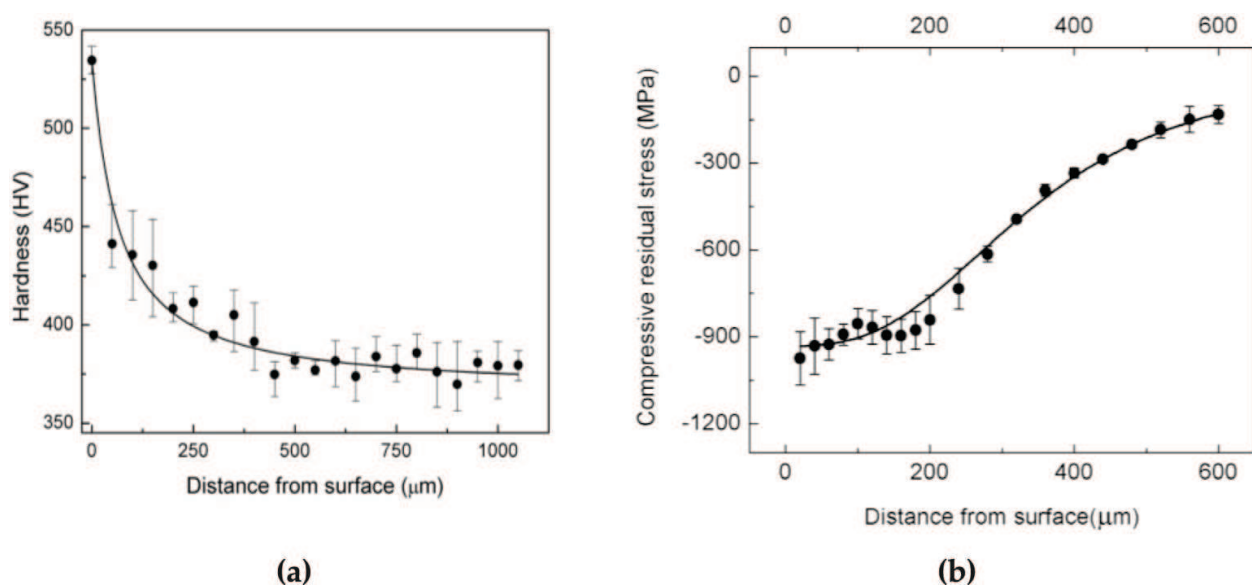 550
500
450
400
350
Hardness (HV)
0 250 500 750 1000
Distance from surface (μm)
(a)
0 200 400 600
0
-300
-600
-900
-1200
Compressive residual stress (MPa)
0 200 400 600
Distance from surface(μm)
(b)